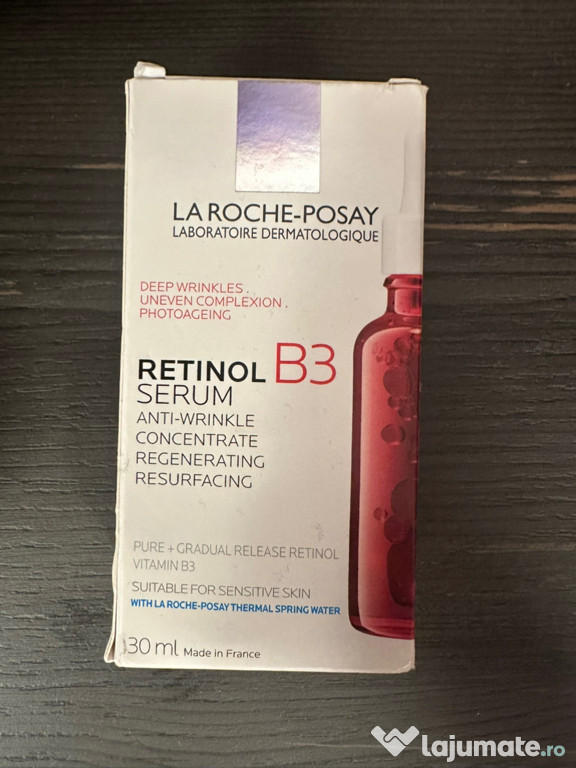 LA ROCHE-POSAY
LABORATOIRE DERMATOLOGIQUE
DEEP WRINKLES .
UNEVEN COMPLEXION .
PHOTOAGEING
RETINOL B3
SERUM
ANTI-WRINKLE
CONCENTRATE
REGENERATING
RESURFACING
PURE + GRADUAL RELEASE RETINOL
VITAMIN B3
SUITABLE FOR SENSITIVE SKIN
WITH LA ROCHE-POSAY THERMAL SPRING WATER
30 ml Made in France
lajumate.ro